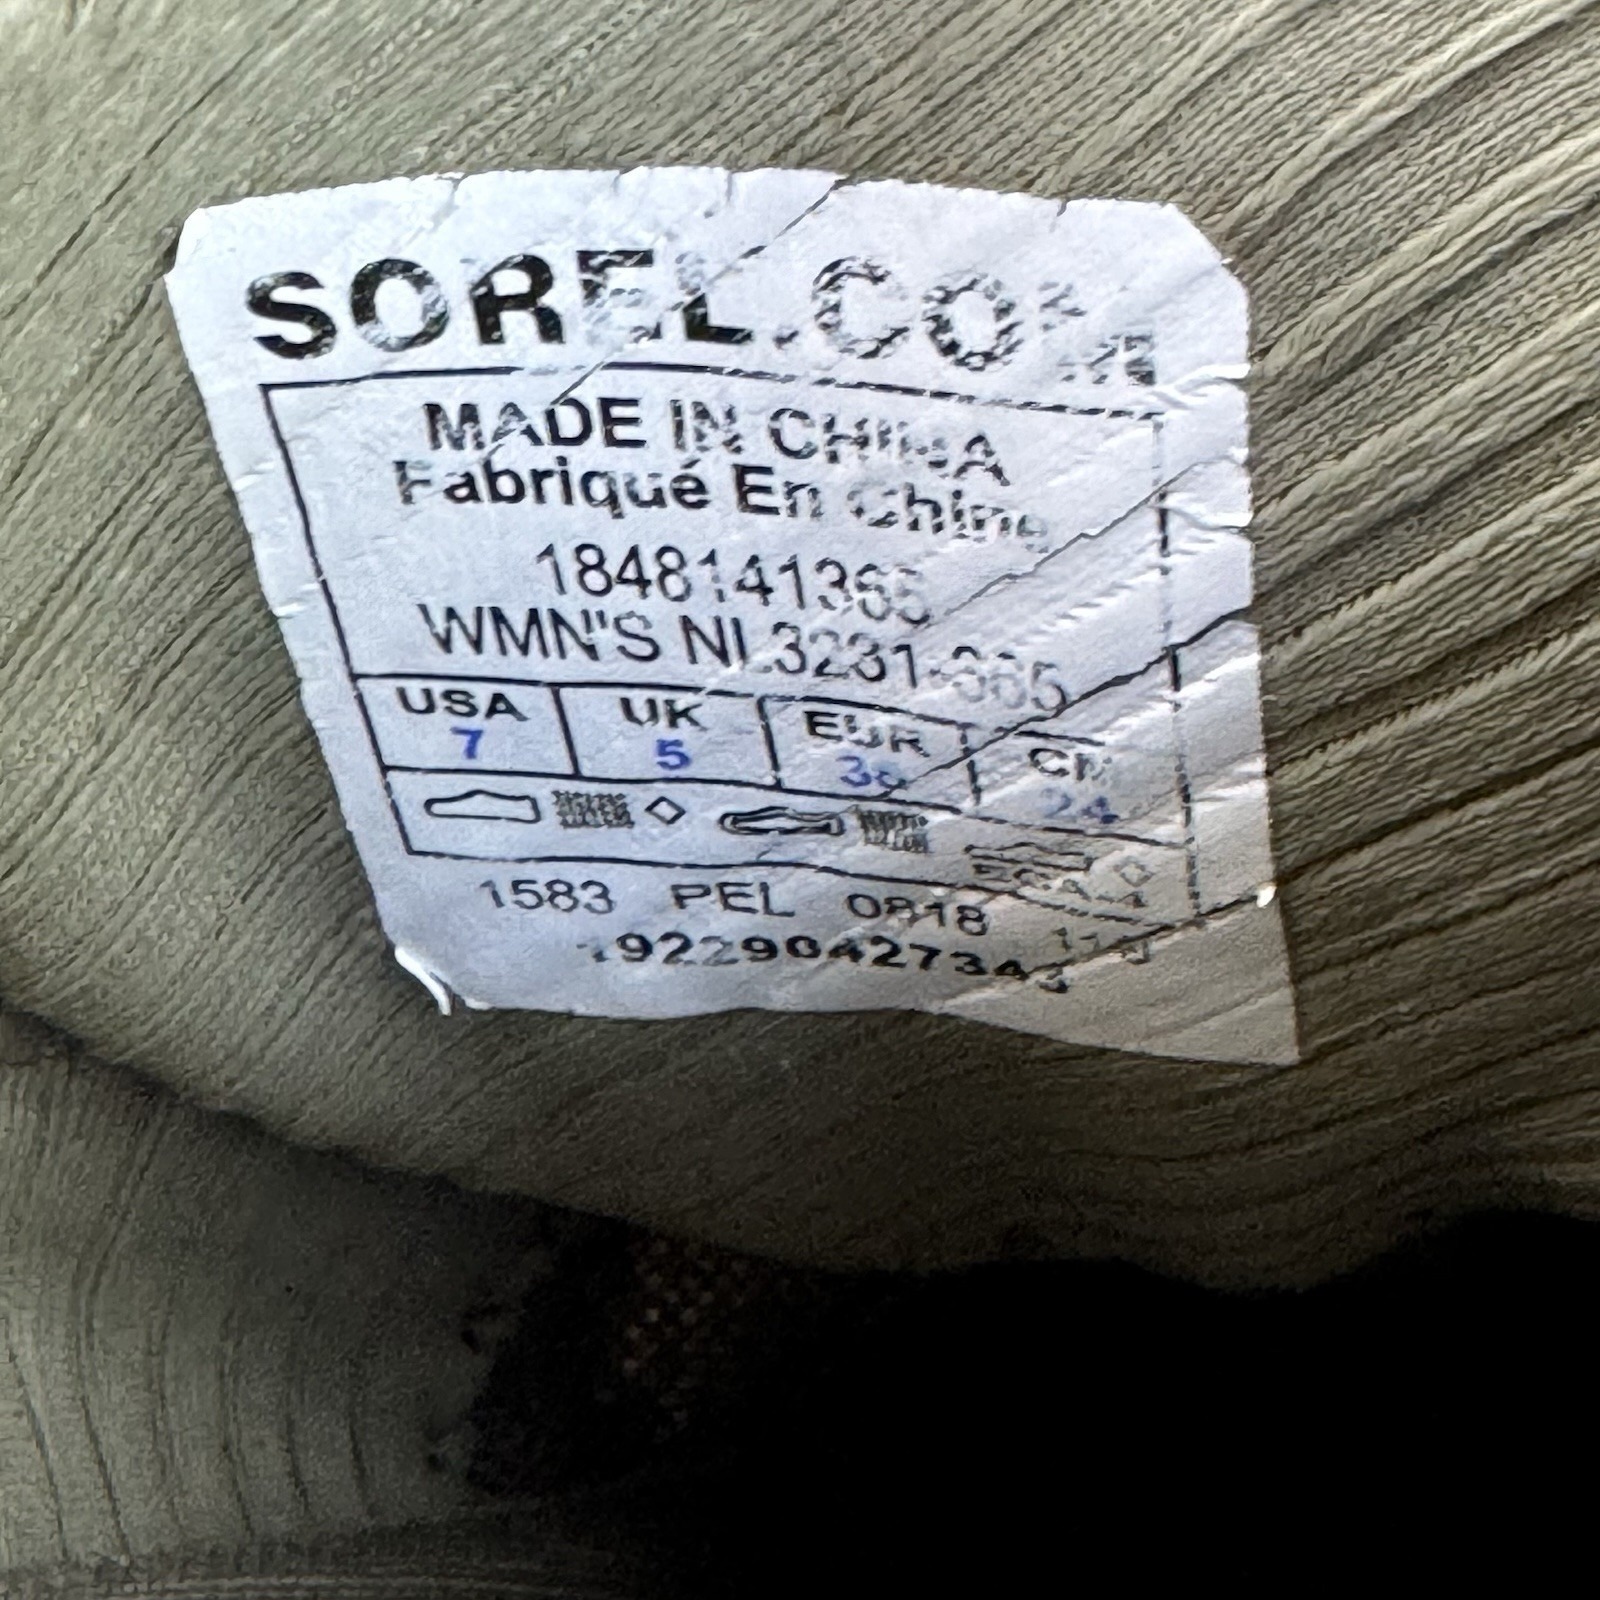 SOREL.COM
MADE IN CHINA
Fabriqué En Chine
1848141365
WMN'S NL3231-365
USA UK EUR CM
7 5 38 24
1583 PEL 0818